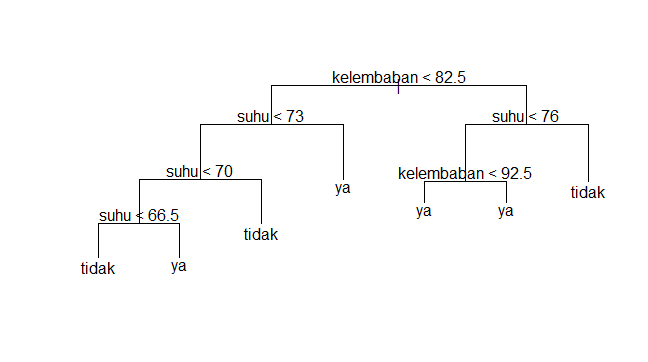 kelembaban < 82.5
suhu < 73
suhu < 76
suhu < 70
kelembaban < 92.5
ya
tidak
ya
ya
suhu < 66.5
tidak
tidak
ya